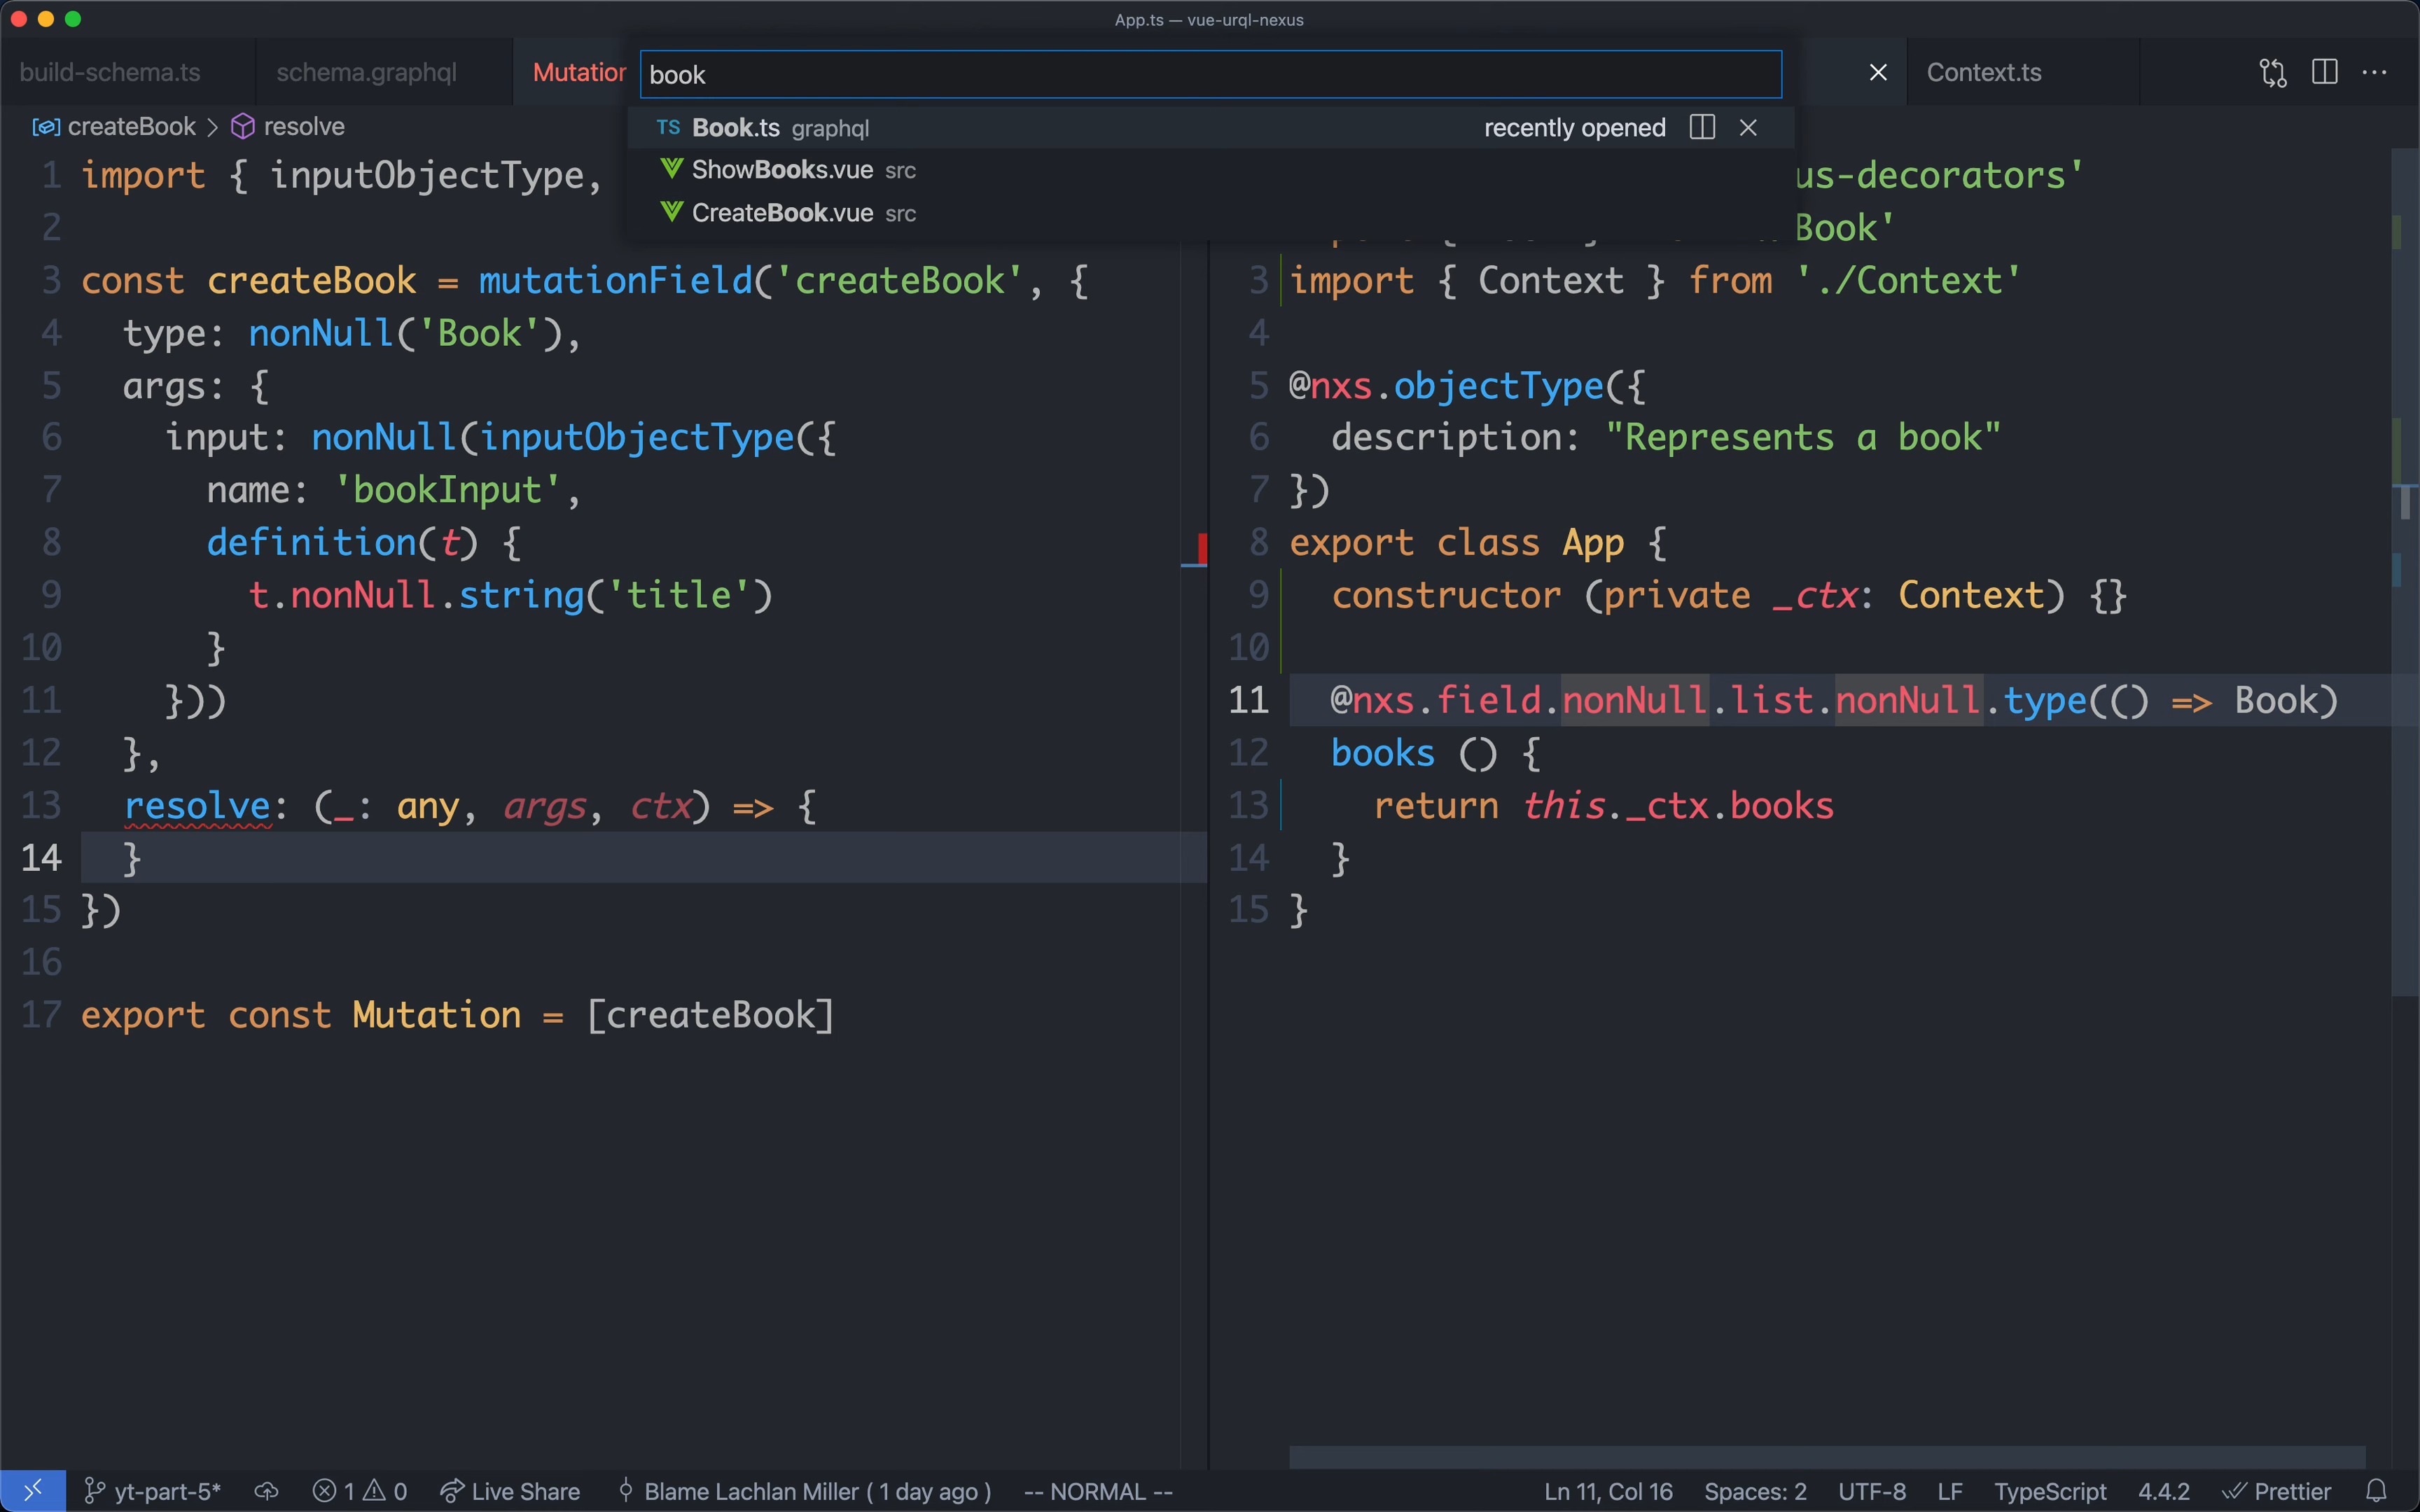 App.ts — vue-urql-nexus
build-schema.ts
schema.graphql
Mutation
book
Context.ts
Book.ts graphql recently opened
ShowBooks.vue src
CreateBook.vue src
createBook > resolve
1 import { inputObjectType,
2
3 const createBook = mutationField('createBook', {
4 type: nonNull('Book'),
5 args: {
6 input: nonNull(inputObjectType({
7 name: 'bookInput',
8 definition(t) {
9 t.nonNull.string('title')
10 }
11 }))
12 },
13 resolve: (_: any, args, ctx) => {
14 }
15 })
16
17 export const Mutation = [createBook]
us-decorators'
Book'
3 import { Context } from './Context'
4
5 @nxs.objectType({
6 description: "Represents a book"
7 })
8 export class App {
9 constructor (private _ctx: Context) {}
10
11 @nxs.field.nonNull.list.nonNull.type(() => Book)
12 books () {
13 return this._ctx.books
14 }
15 }
yt-part-5* 1 0 Live Share Blame Lachlan Miller ( 1 day ago ) -- NORMAL -- Ln 11, Col 16 Spaces: 2 UTF-8 LF TypeScript 4.4.2 Prettier